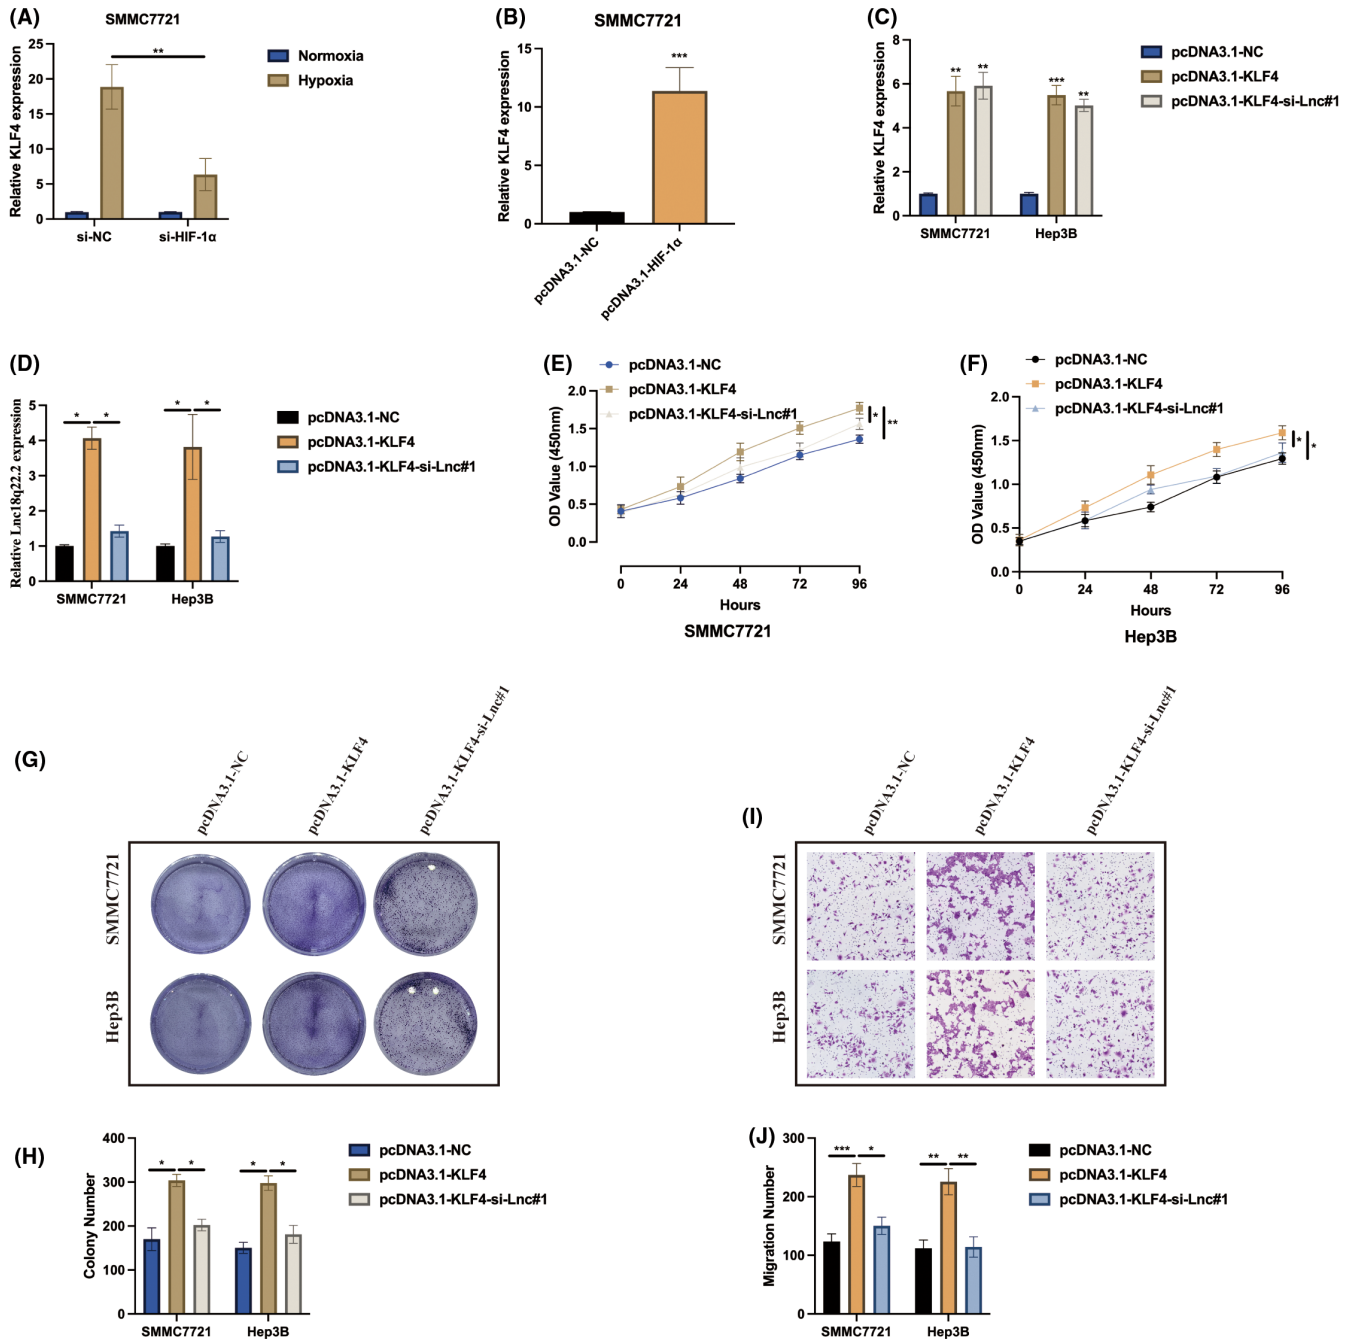 (A)
SMMC7721
Relative KLF4 expression
25
20
15
10
5
0
**
si-NC
si-HIF-1α
Normoxia
Hypoxia
(B)
SMMC7721
Relative KLF4 expression
15
10
5
0
***
pcDNA3.1-NC
pcDNA3.1-HIF-1α
(C)
Relative KLF4 expression
8
6
4
2
0
** ** *** **
SMMC7721
Hep3B
pcDNA3.1-NC
pcDNA3.1-KLF4
pcDNA3.1-KLF4-si-Lnc#1
(D)
Relative Lnc18q22.2 expression
5
4
3
2
1
0
* * * *
SMMC7721
Hep3B
pcDNA3.1-NC
pcDNA3.1-KLF4
pcDNA3.1-KLF4-si-Lnc#1
(E)
pcDNA3.1-NC
pcDNA3.1-KLF4
pcDNA3.1-KLF4-si-Lnc#1
OD Value (450nm)
2.0
1.5
1.0
0.5
0.0
* **
0 24 48 72 96
Hours
SMMC7721
(F)
pcDNA3.1-NC
pcDNA3.1-KLF4
pcDNA3.1-KLF4-si-Lnc#1
OD Value (450nm)
2.0
1.5
1.0
0.5
0.0
* *
0 24 48 72 96
Hours
Hep3B
(G)
pcDNA3.1-NC
pcDNA3.1-KLF4
pcDNA3.1-KLF4-si-Lnc#1
SMMC7721
Hep3B
(I)
pcDNA3.1-NC
pcDNA3.1-KLF4
pcDNA3.1-KLF4-si-Lnc#1
SMMC7721
Hep3B
(H)
Colony Number
400
300
200
100
0
* * * *
SMMC7721
Hep3B
pcDNA3.1-NC
pcDNA3.1-KLF4
pcDNA3.1-KLF4-si-Lnc#1
(J)
Migration Number
300
200
100
0
*** * ** **
SMMC7721
Hep3B
pcDNA3.1-NC
pcDNA3.1-KLF4
pcDNA3.1-KLF4-si-Lnc#1